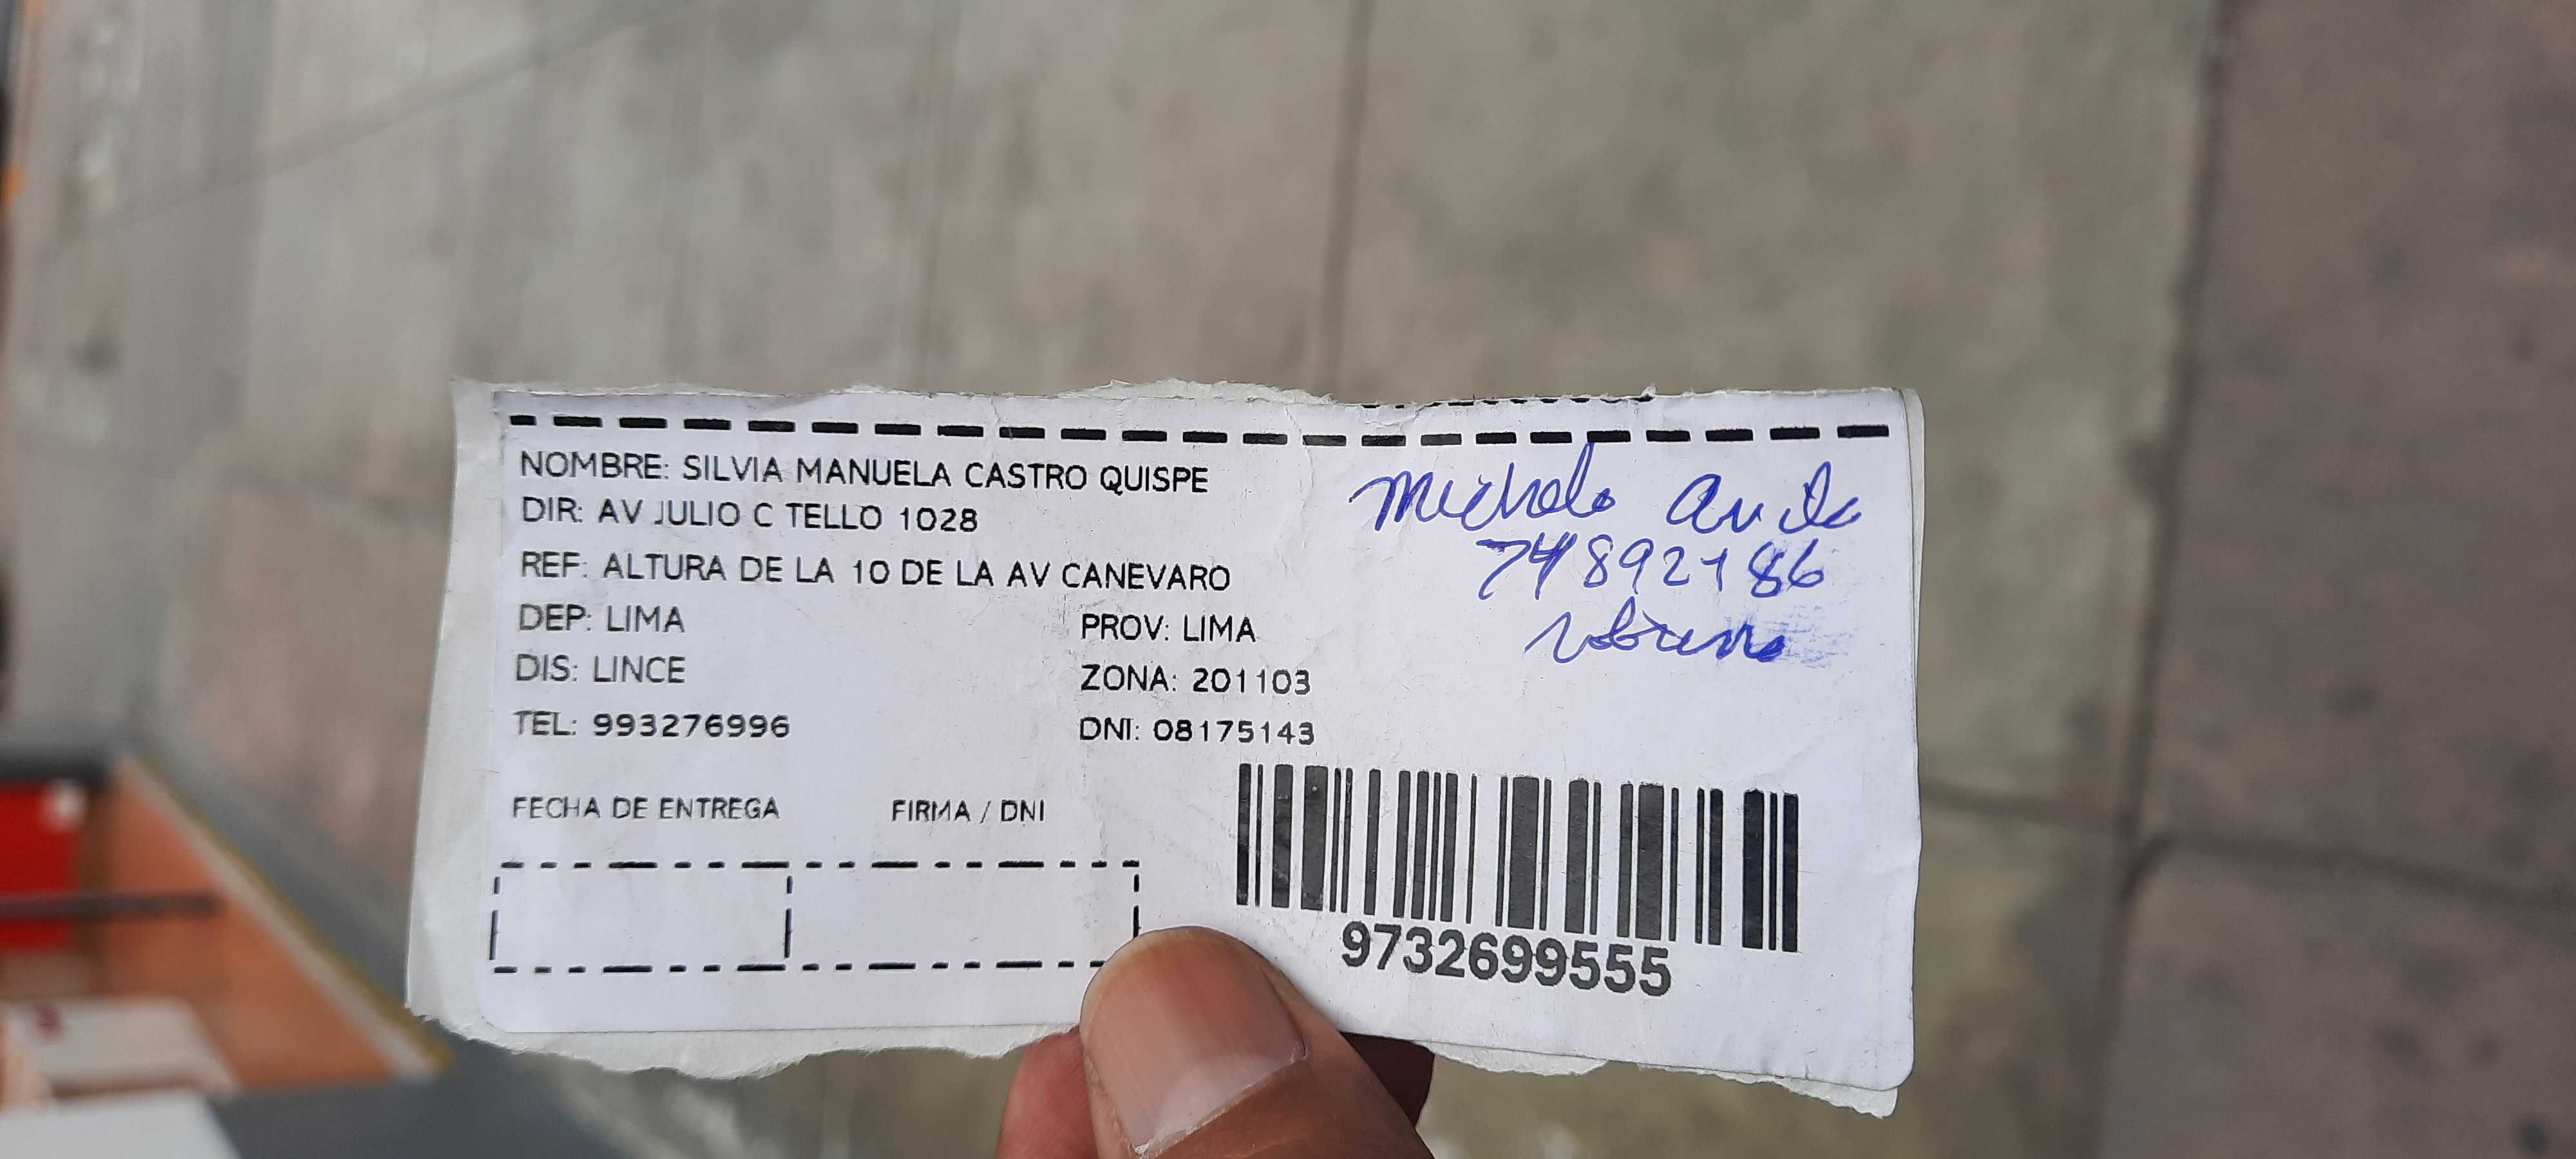 NOMBRE: SILVIA MANUELA CASTRO QUISPE
DIR: AV JULIO C TELLO 1028
REF: ALTURA DE LA 10 DE LA AV CANEVARO
DEP: LIMA
PROV: LIMA
DIS: LINCE
ZONA: 201103
TEL: 993276996
DNI: 08175143
FECHA DE ENTREGA
FIRMA / DNI
9732699555
74892186